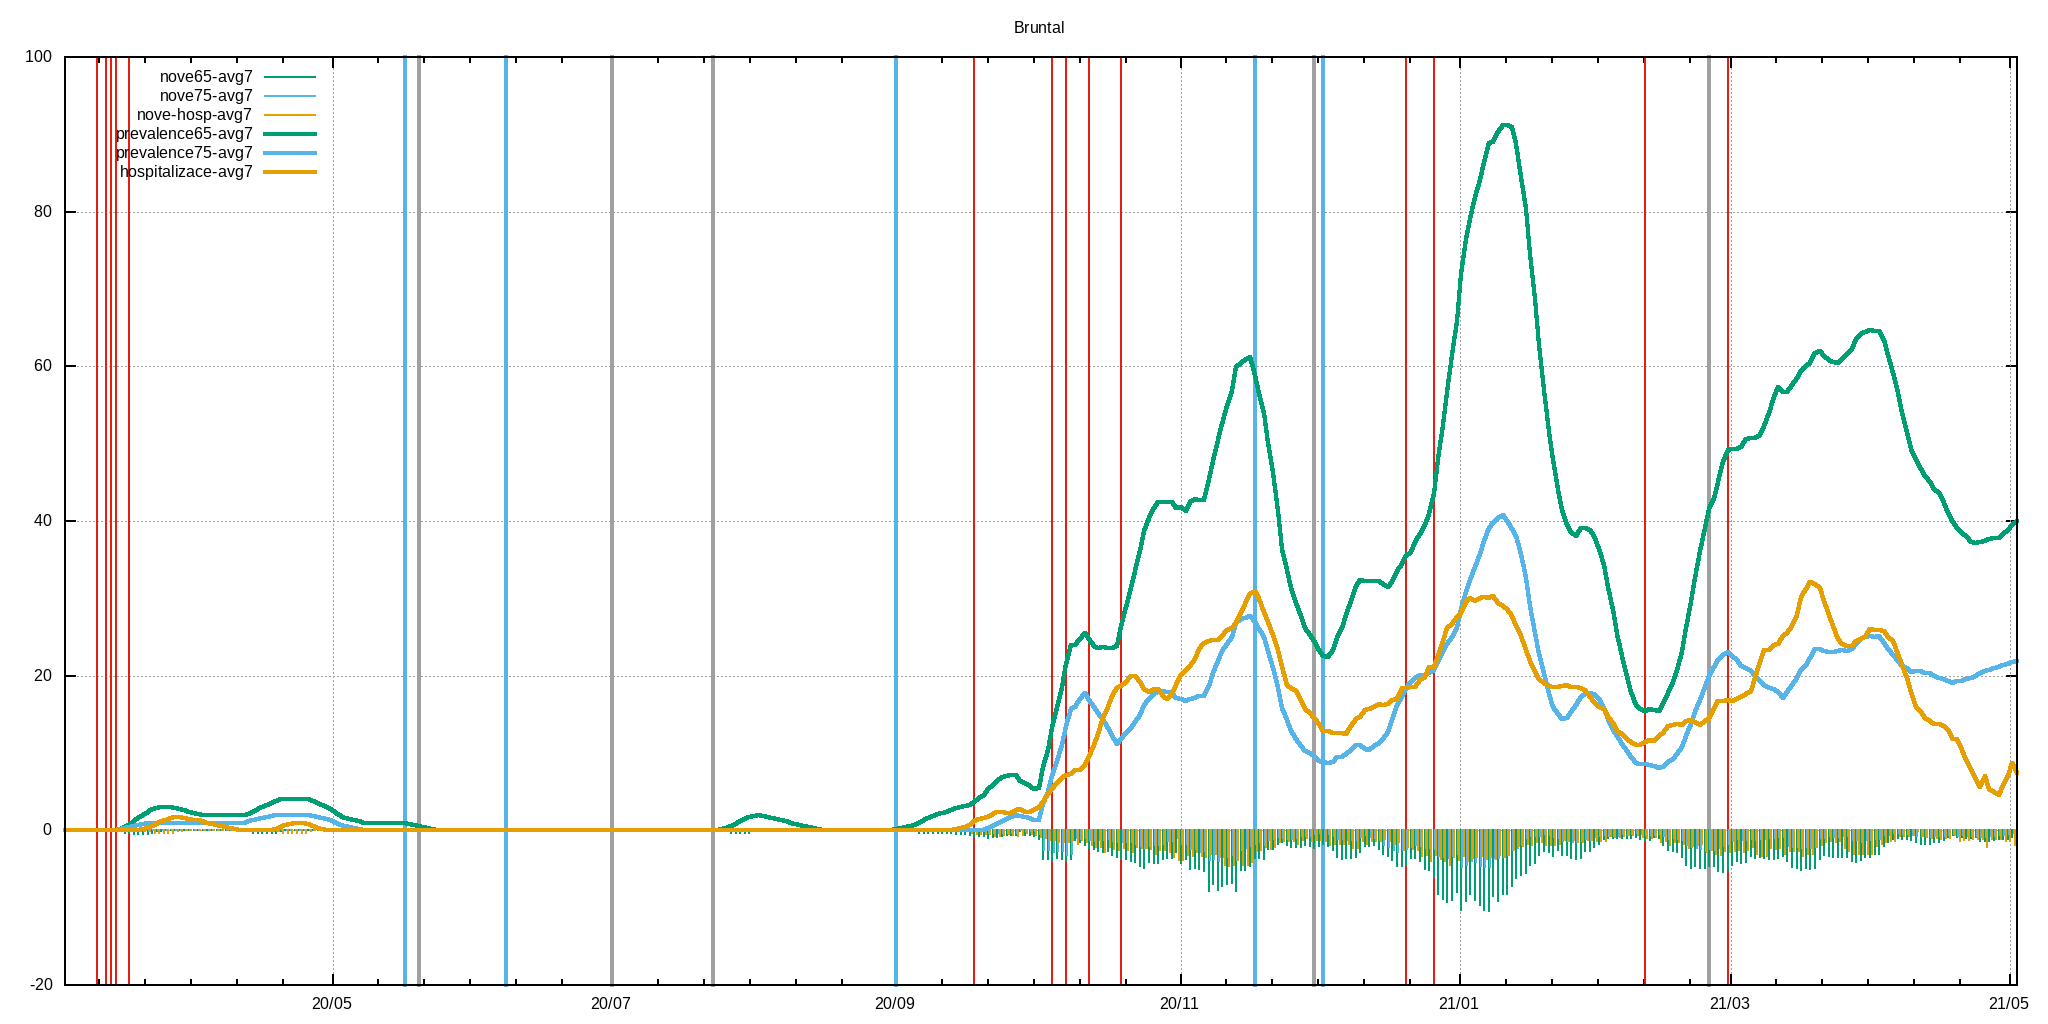 Bruntal
100
80
60
40
20
0
-20
nove65-avg7
nove75-avg7
nove-hosp-avg7
prevalence65-avg7
prevalence75-avg7
hospitalizace-avg7
20/05
20/07
20/09
20/11
21/01
21/03
21/05